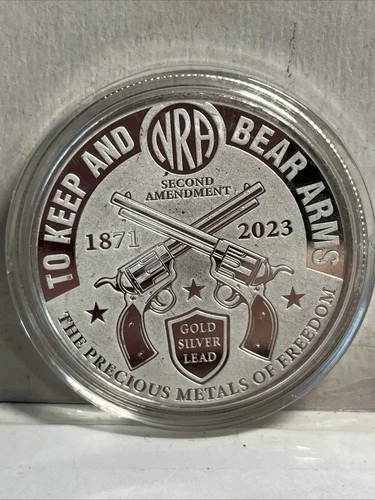 TO KEEP AND BEAR ARMS
NRA
SECOND
AMENDMENT
1871 2023
GOLD
SILVER
LEAD
THE PRECIOUS METALS OF FREEDOM